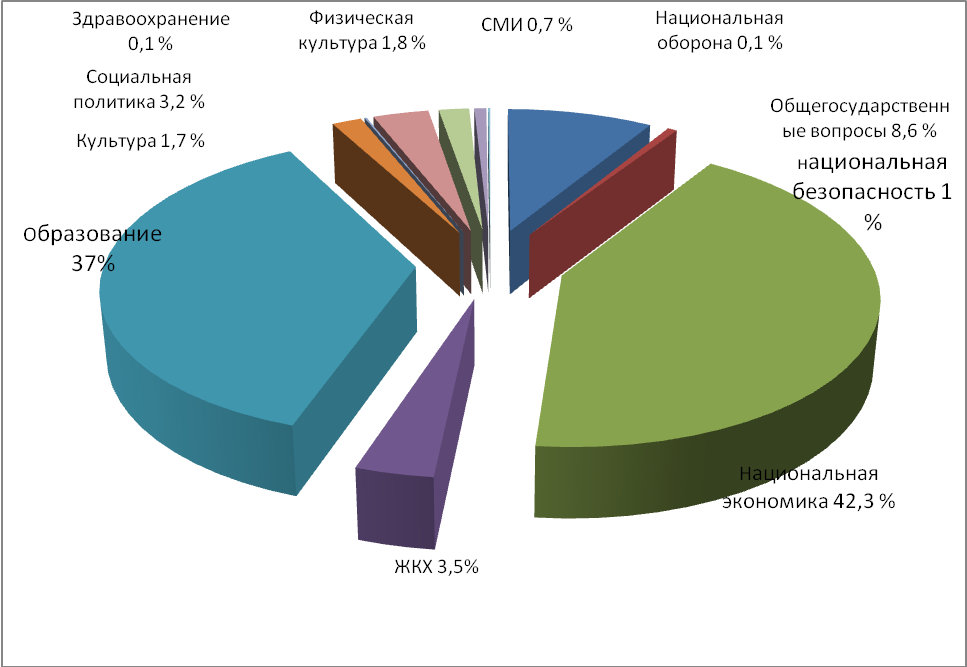 Здравоохранение
0,1 %
Физическая
культура 1,8 %
СМИ 0,7 %
Национальная
оборона 0,1 %
Социальная
политика 3,2 %
Общегосударственн
ые вопросы 8,6 %
Культура 1,7 %
национальная
безопасность 1
%
Образование
37%
Национальная
экономика 42,3 %
ЖКХ 3,5%